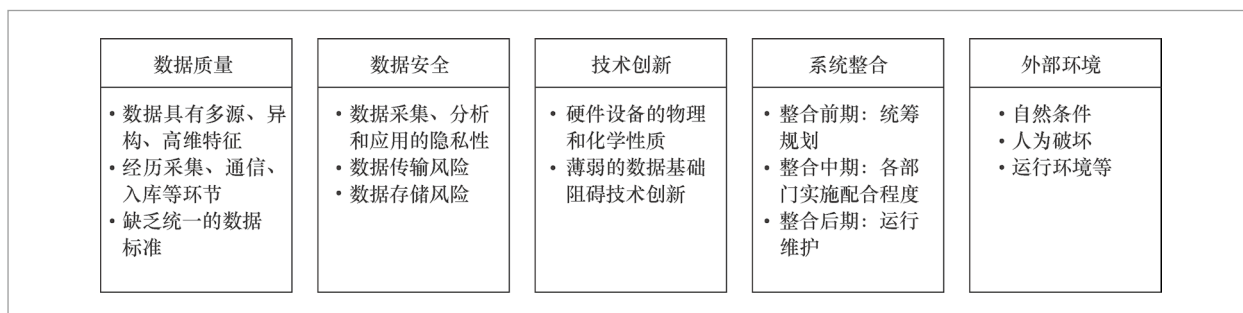 数据质量
• 数据具有多源、异
构、高维特征
• 经历采集、通信、
入库等环节
• 缺乏统一的数据
标准
数据安全
• 数据采集、分析
和应用的隐私性
• 数据传输风险
• 数据存储风险
技术创新
• 硬件设备的物理
和化学性质
• 薄弱的数据基础
阻碍技术创新
系统整合
• 整合前期：统筹
规划
• 整合中期：各部
门实施配合程度
• 整合后期：运行
维护
外部环境
• 自然条件
• 人为破坏
• 运行环境等